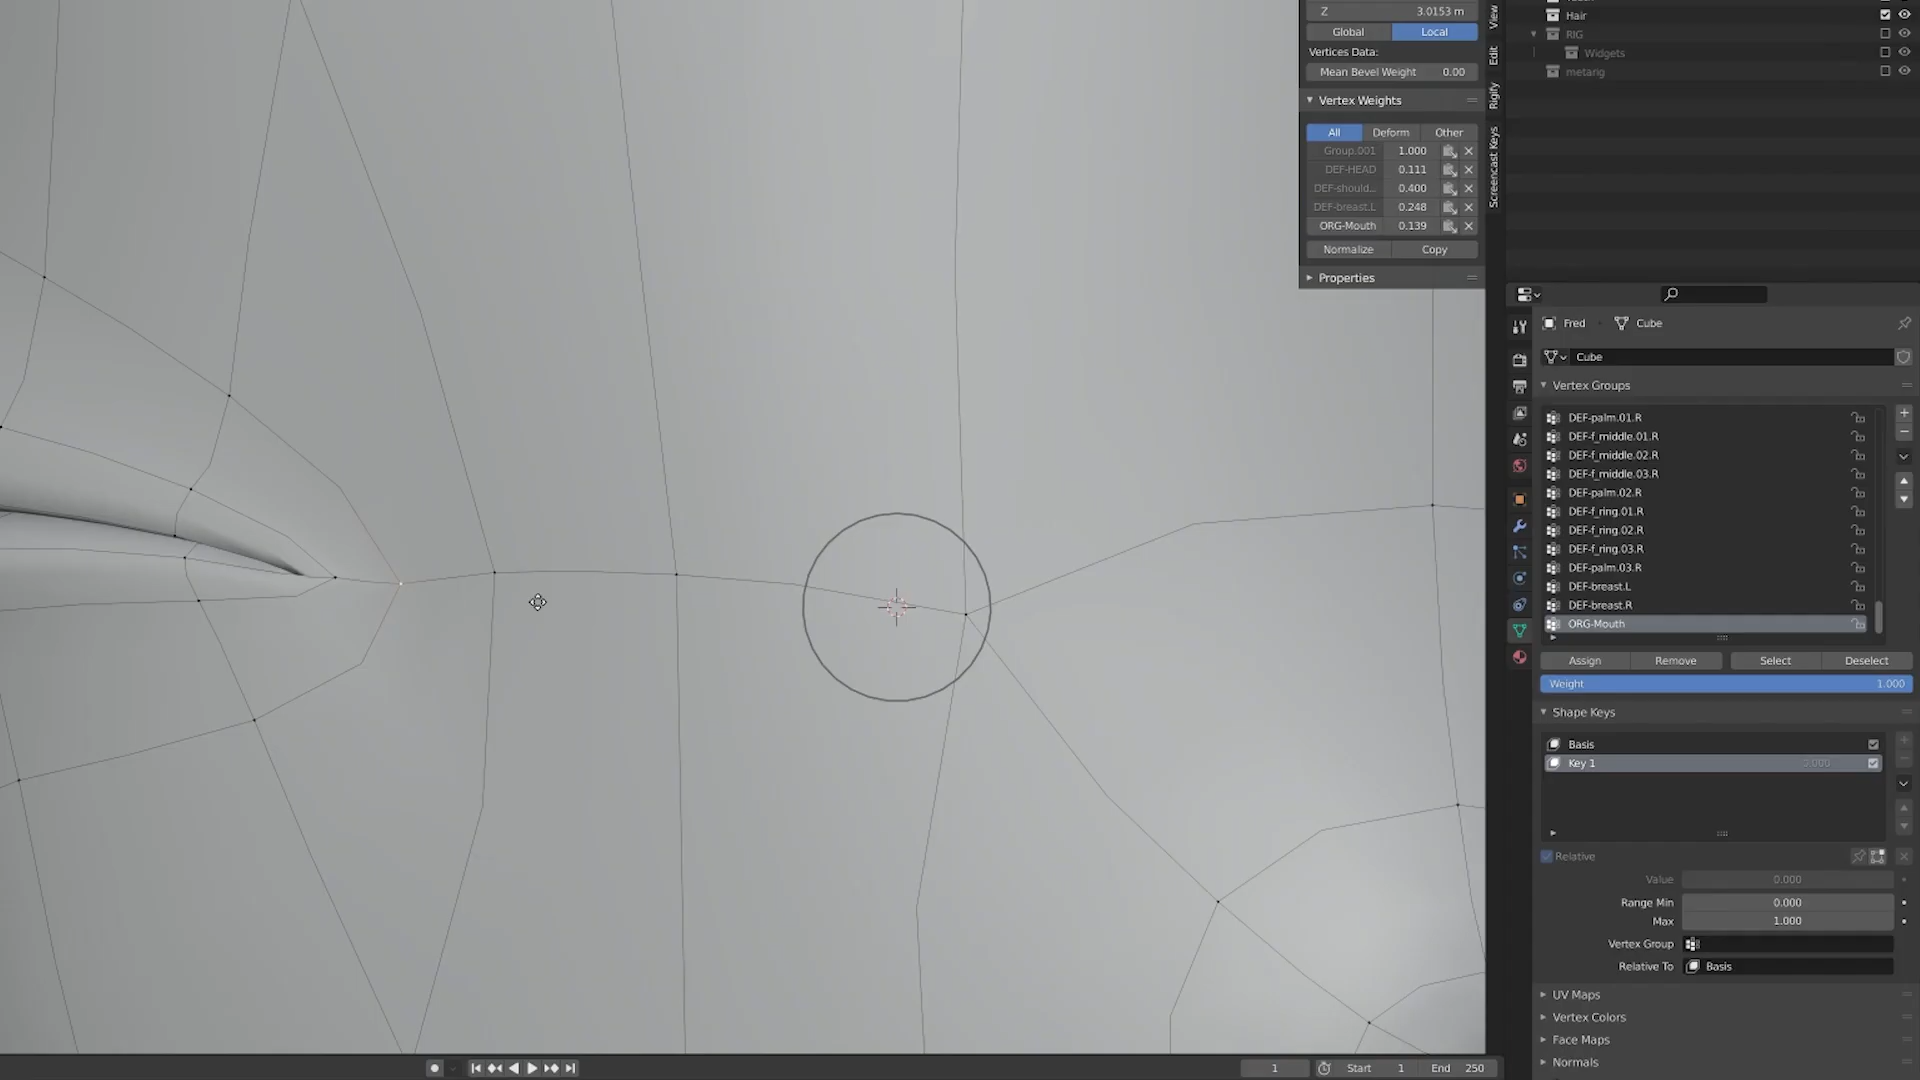 Z 3.0153 m
Global Local
Vertices Data:
Mean Bevel Weight 0.00
Vertex Weights
All Deform Other
Group.001 1.000
DEF-HEAD 0.111
DEF-should... 0.400
DEF-breast.L 0.248
ORG-Mouth 0.139
Normalize Copy
Properties
View
Edit
Rigify
Screencast Keys
Hair
RIG
Widgets
metarig
Fred Cube
Cube
Vertex Groups
DEF-palm.01.R
DEF-f_middle.01.R
DEF-f_middle.02.R
DEF-f_middle.03.R
DEF-palm.02.R
DEF-f_ring.01.R
DEF-f_ring.02.R
DEF-f_ring.03.R
DEF-palm.03.R
DEF-breast.L
DEF-breast.R
ORG-Mouth
Assign Remove Select Deselect
Weight 1.000
Shape Keys
Basis
Key 1 0.000
Relative
Value 0.000
Range Min 0.000
Max 1.000
Vertex Group
Relative To Basis
UV Maps
Vertex Colors
Face Maps
Normals
1 Start 1 End 250